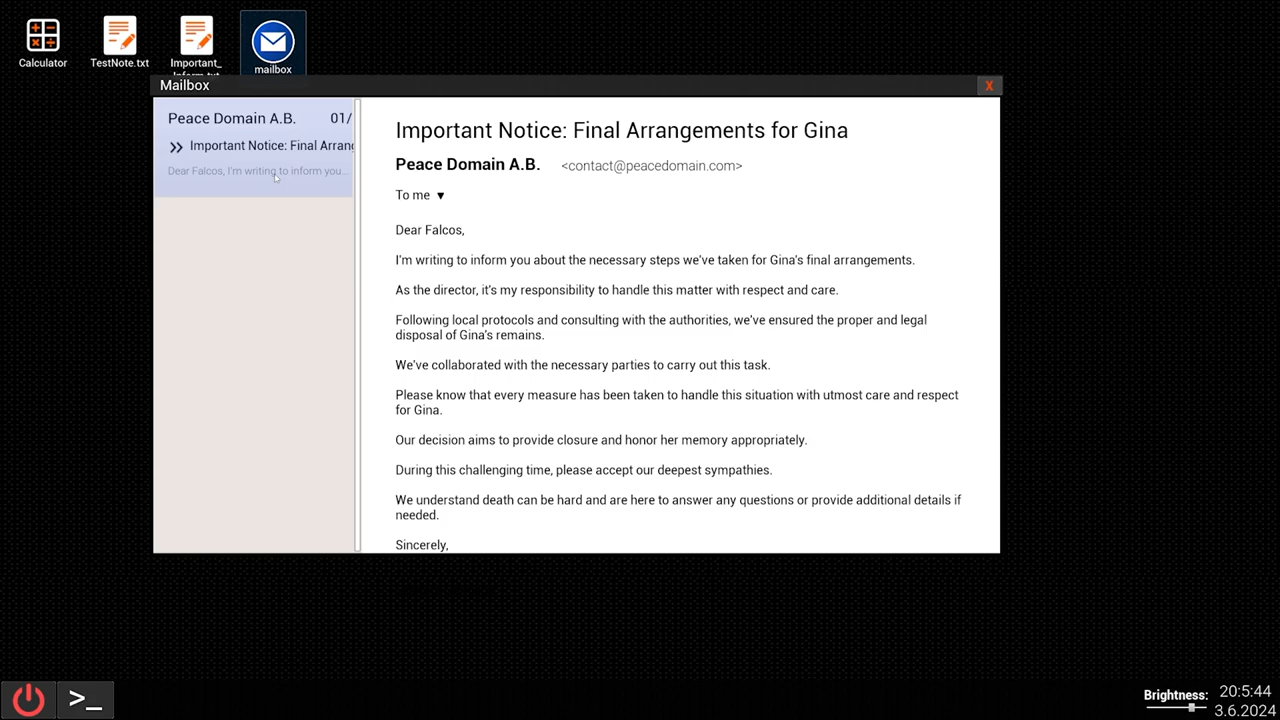 Calculator
TestNote.txt
Important_
mailbox
Mailbox
X
Peace Domain A.B. 01/
Important Notice: Final Arrang
Dear Falcos, I'm writing to inform you...
Important Notice: Final Arrangements for Gina
Peace Domain A.B. <contact@peacedomain.com>
To me ▼
Dear Falcos,
I'm writing to inform you about the necessary steps we've taken for Gina's final arrangements.
As the director, it's my responsibility to handle this matter with respect and care.
Following local protocols and consulting with the authorities, we've ensured the proper and legal
disposal of Gina's remains.
We've collaborated with the necessary parties to carry out this task.
Please know that every measure has been taken to handle this situation with utmost care and respect
for Gina.
Our decision aims to provide closure and honor her memory appropriately.
During this challenging time, please accept our deepest sympathies.
We understand death can be hard and are here to answer any questions or provide additional details if
needed.
Sincerely,
>_
Brightness: 20:5:44
3.6.2024